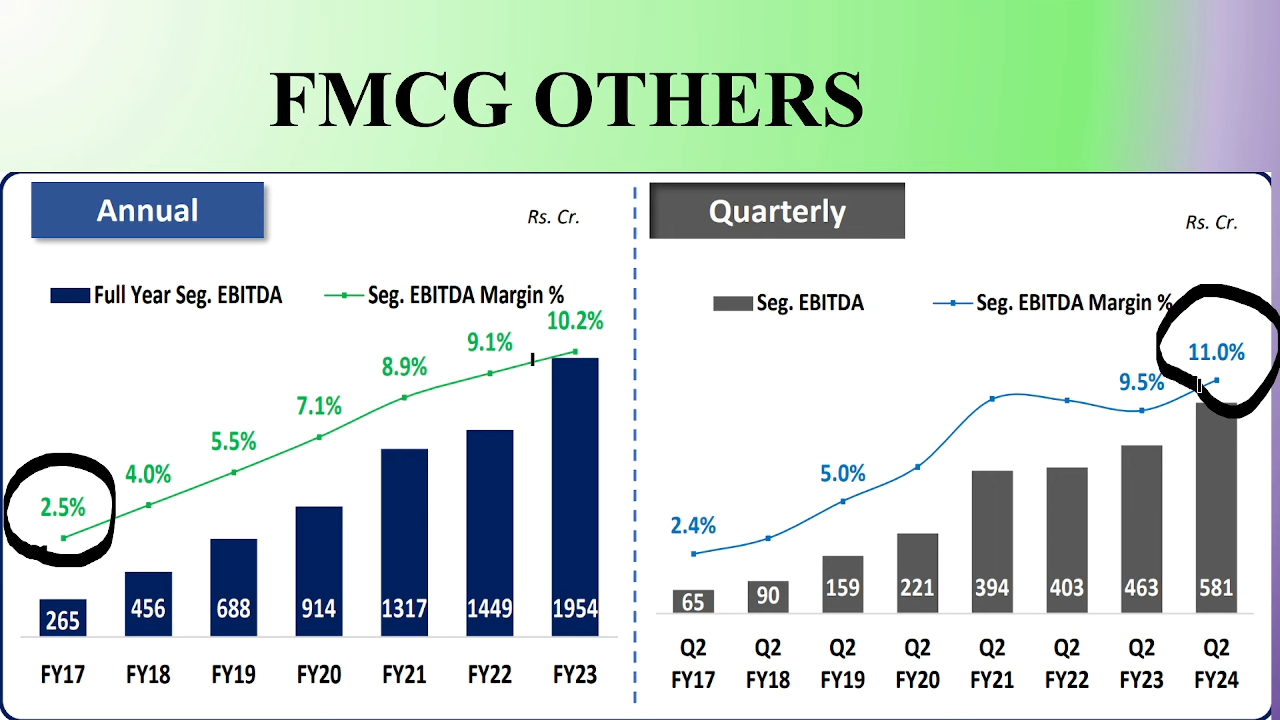 FMCG OTHERS
Annual
Rs. Cr.
Full Year Seg. EBITDA
Seg. EBITDA Margin %
2.5%
4.0%
5.5%
7.1%
8.9%
9.1%
10.2%
265
456
688
914
1317
1449
1954
FY17
FY18
FY19
FY20
FY21
FY22
FY23
Quarterly
Rs. Cr.
Seg. EBITDA
Seg. EBITDA Margin %
2.4%
5.0%
9.5%
11.0%
65
90
159
221
394
403
463
581
Q2 FY17
Q2 FY18
Q2 FY19
Q2 FY20
Q2 FY21
Q2 FY22
Q2 FY23
Q2 FY24